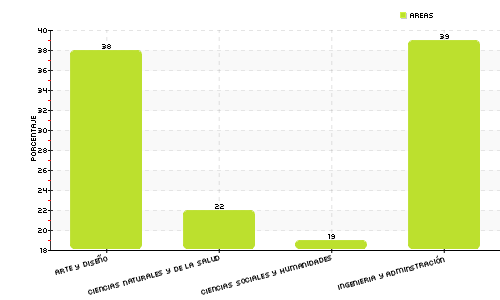 AREAS
PORCENTAJE
40
38
36
34
32
30
28
26
24
22
20
18
38
22
19
39
ARTE Y DISEÑO
CIENCIAS NATURALES Y DE LA SALUD
CIENCIAS SOCIALES Y HUMANIDADES
INGENIERIA Y ADMINSTRACIÓN